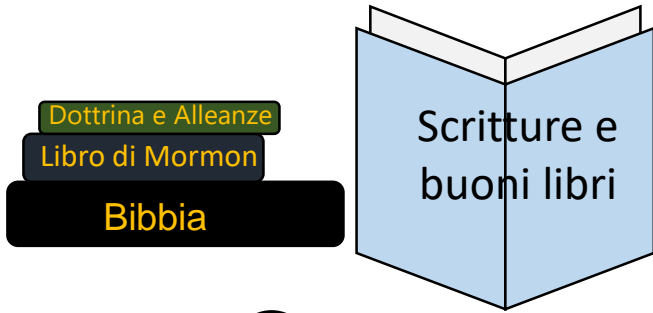 Dottrina e Alleanze
Libro di Mormon
Bibbia
Scritture e
buoni libri